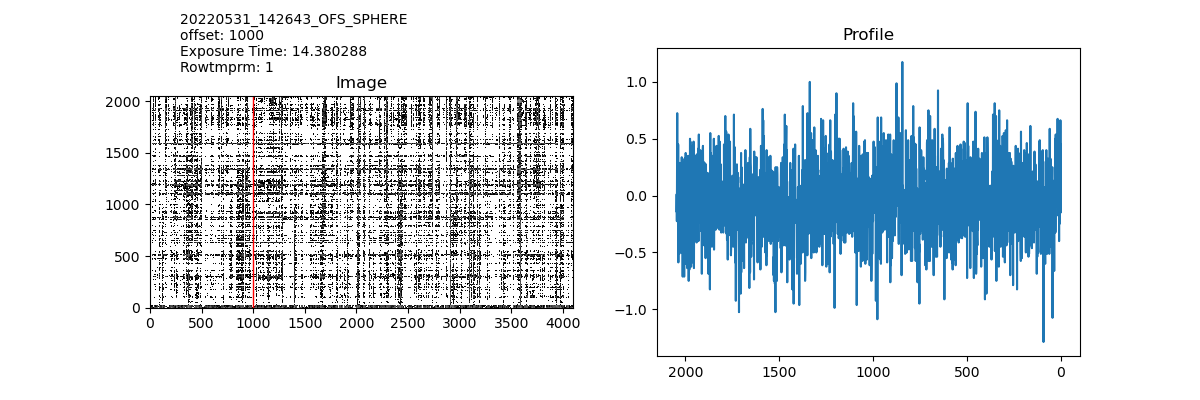 20220531_142643_OFS_SPHERE
offset: 1000
Exposure Time: 14.380288
Rowtmprm: 1
Image
2000
1500
1000
500
0
0 500 1000 1500 2000 2500 3000 3500 4000
Profile
1.0
0.5
0.0
−0.5
−1.0
2000 1500 1000 500 0